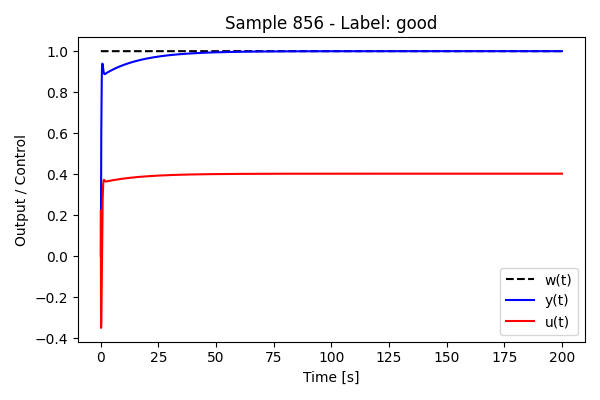 Sample 856 - Label: good
Output / Control
1.0
0.8
0.6
0.4
0.2
0.0
−0.2
−0.4
w(t)
y(t)
u(t)
0 25 50 75 100 125 150 175 200
Time [s]